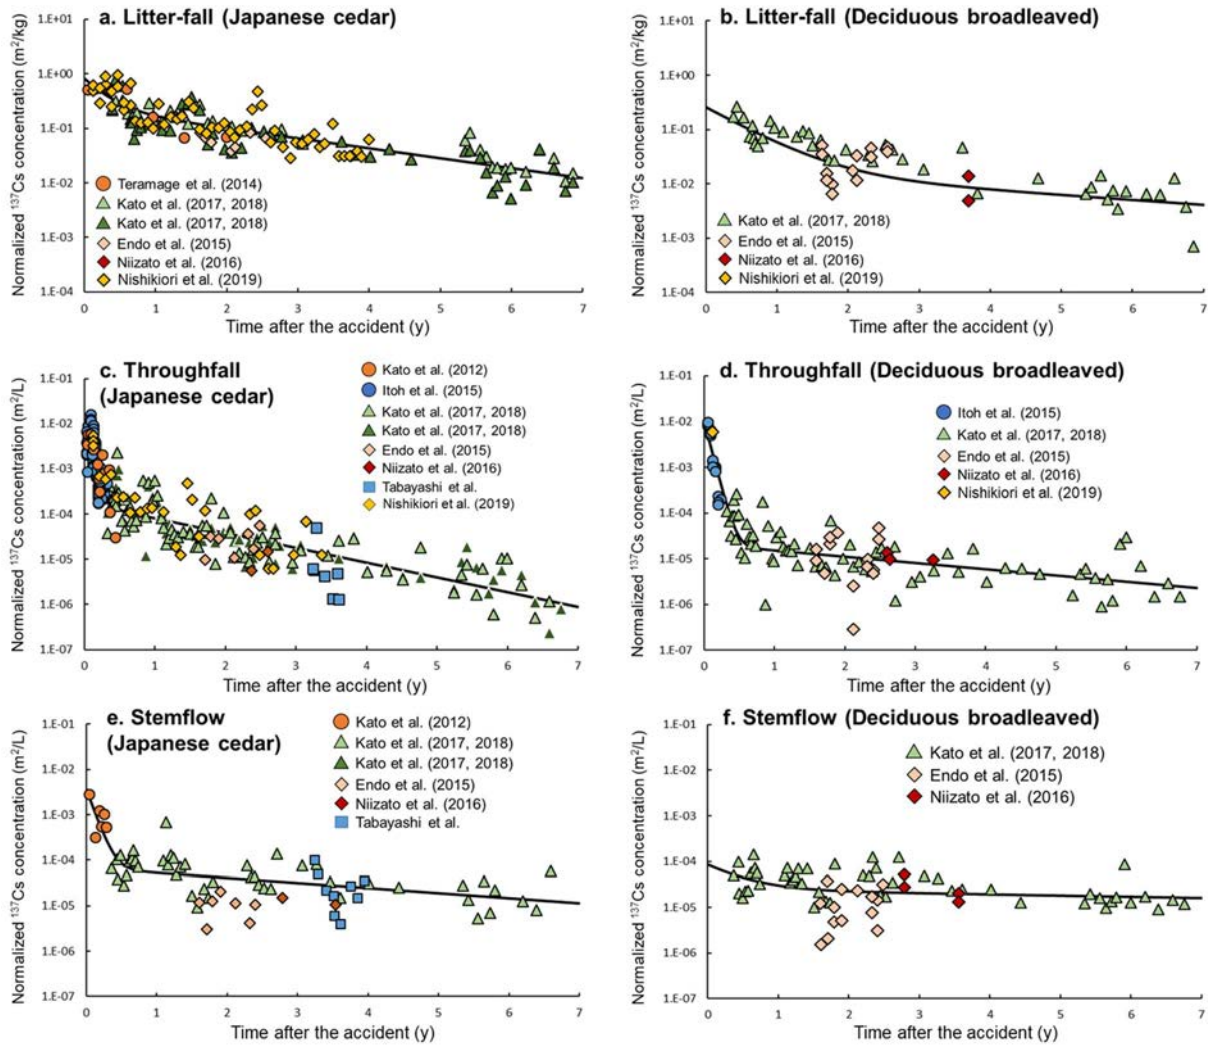 a. Litter-fall (Japanese cedar)
Normalized ¹³⁷Cs concentration (m²/kg)
1.E+01
1.E+00
1.E-01
1.E-02
1.E-03
1.E-04
Teramage et al. (2014)
Kato et al. (2017, 2018)
Kato et al. (2017, 2018)
Endo et al. (2015)
Niizato et al. (2016)
Nishikiori et al. (2019)
0 1 2 3 4 5 6 7
Time after the accident (y)
b. Litter-fall (Deciduous broadleaved)
Normalized ¹³⁷Cs concentration (m²/kg)
1.E+01
1.E+00
1.E-01
1.E-02
1.E-03
1.E-04
Kato et al. (2017, 2018)
Endo et al. (2015)
Niizato et al. (2016)
Nishikiori et al. (2019)
0 1 2 3 4 5 6 7
Time after the accident (y)
c. Throughfall
(Japanese cedar)
Normalized ¹³⁷Cs concentration (m²/L)
1.E-01
1.E-02
1.E-03
1.E-04
1.E-05
1.E-06
1.E-07
Kato et al. (2012)
Itoh et al. (2015)
Kato et al. (2017, 2018)
Kato et al. (2017, 2018)
Endo et al. (2015)
Niizato et al. (2016)
Tabayashi et al.
Nishikiori et al. (2019)
0 1 2 3 4 5 6 7
Time after the accident (y)
d. Throughfall (Deciduous broadleaved)
Normalized ¹³⁷Cs concentration (m²/L)
1.E-01
1.E-02
1.E-03
1.E-04
1.E-05
1.E-06
1.E-07
Itoh et al. (2015)
Kato et al. (2017, 2018)
Endo et al. (2015)
Niizato et al. (2016)
Nishikiori et al. (2019)
0 1 2 3 4 5 6 7
Time after the accident (y)
e. Stemflow
(Japanese cedar)
Normalized ¹³⁷Cs concentration (m²/L)
1.E-01
1.E-02
1.E-03
1.E-04
1.E-05
1.E-06
1.E-07
Kato et al. (2012)
Kato et al. (2017, 2018)
Kato et al. (2017, 2018)
Endo et al. (2015)
Niizato et al. (2016)
Tabayashi et al.
0 1 2 3 4 5 6 7
Time after the accident (y)
f. Stemflow (Deciduous broadleaved)
Normalized ¹³⁷Cs concentration (m²/L)
1.E-01
1.E-02
1.E-03
1.E-04
1.E-05
1.E-06
1.E-07
Kato et al. (2017, 2018)
Endo et al. (2015)
Niizato et al. (2016)
0 1 2 3 4 5 6 7
Time after the accident (y)